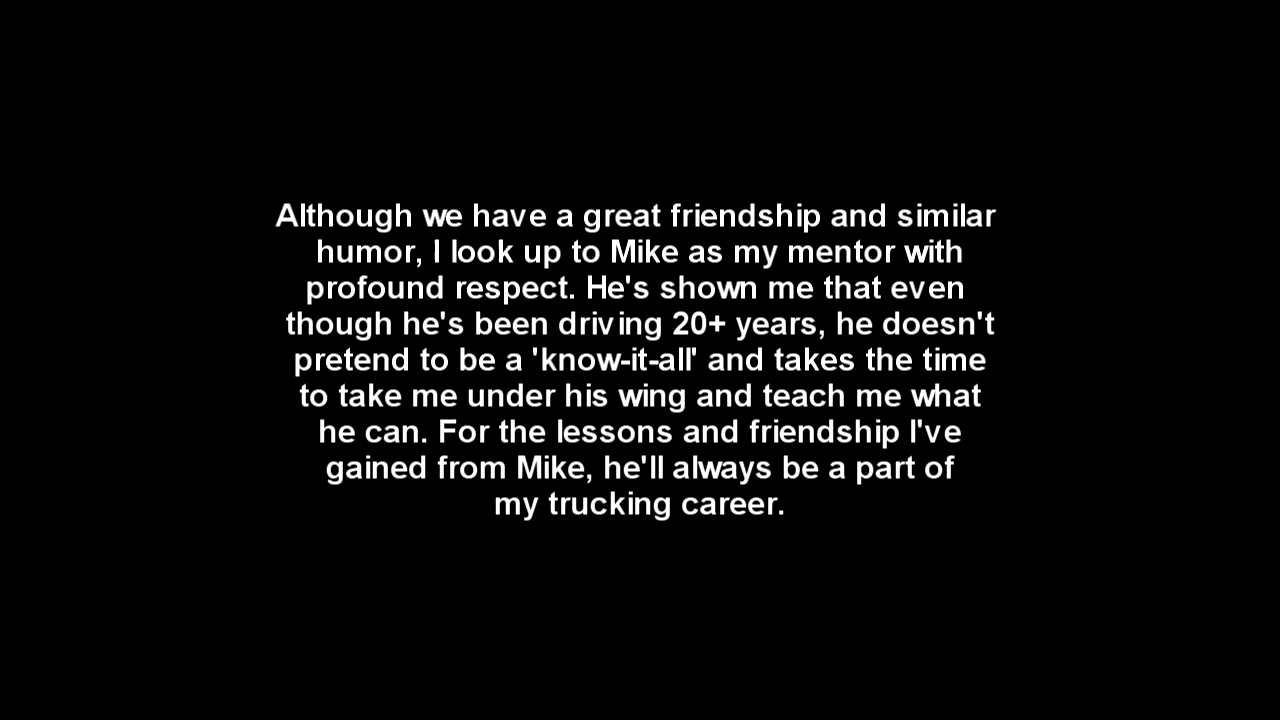 Although we have a great friendship and similar
humor, I look up to Mike as my mentor with
profound respect. He's shown me that even
though he's been driving 20+ years, he doesn't
pretend to be a 'know-it-all' and takes the time
to take me under his wing and teach me what
he can. For the lessons and friendship I've
gained from Mike, he'll always be a part of
my trucking career.